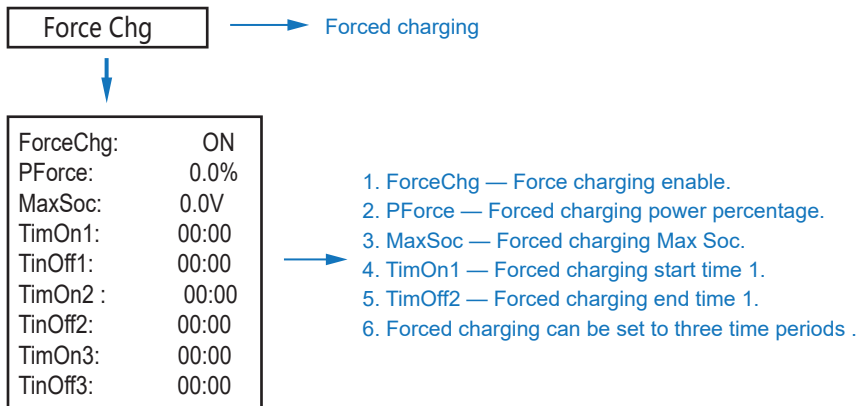 Force Chg
Forced charging
ForceChg: ON
PForce: 0.0%
MaxSoc: 0.0V
TimOn1: 00:00
TinOff1: 00:00
TimOn2 : 00:00
TinOff2: 00:00
TimOn3: 00:00
TinOff3: 00:00
1. ForceChg — Force charging enable.
2. PForce — Forced charging power percentage.
3. MaxSoc — Forced charging Max Soc.
4. TimOn1 — Forced charging start time 1.
5. TimOff2 — Forced charging end time 1.
6. Forced charging can be set to three time periods .